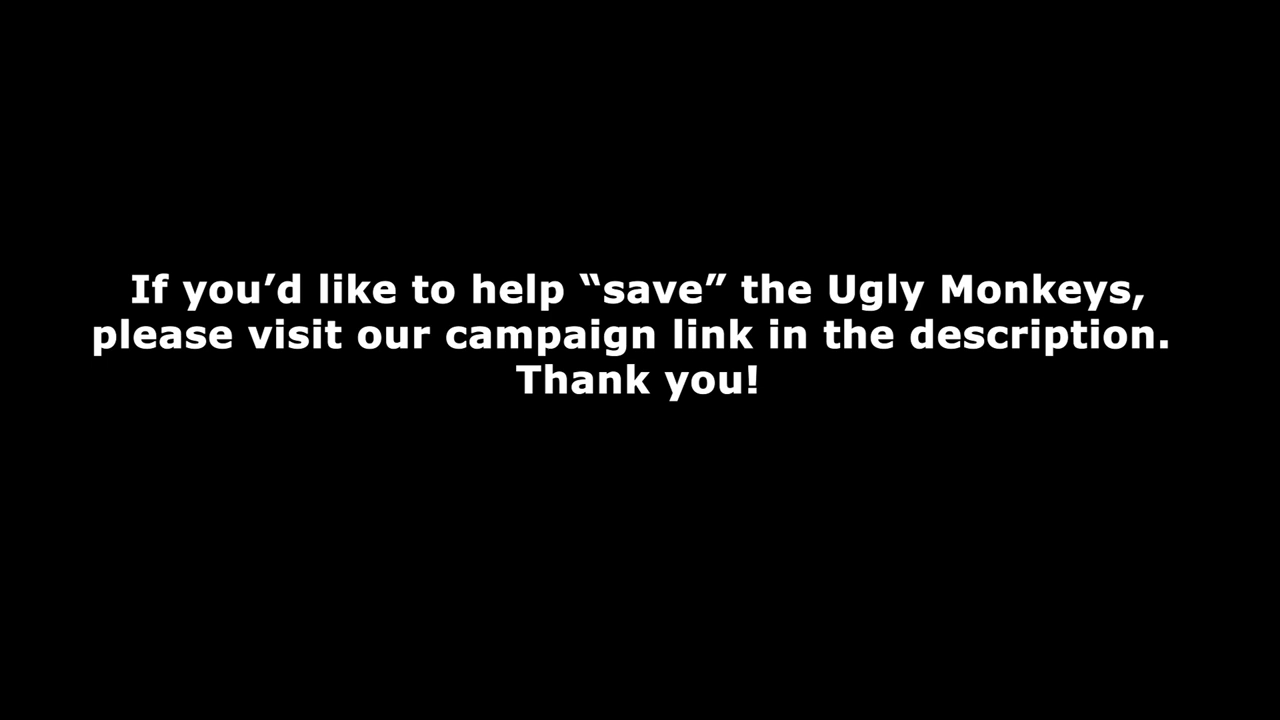 If you’d like to help “save” the Ugly Monkeys,
please visit our campaign link in the description.
Thank you!